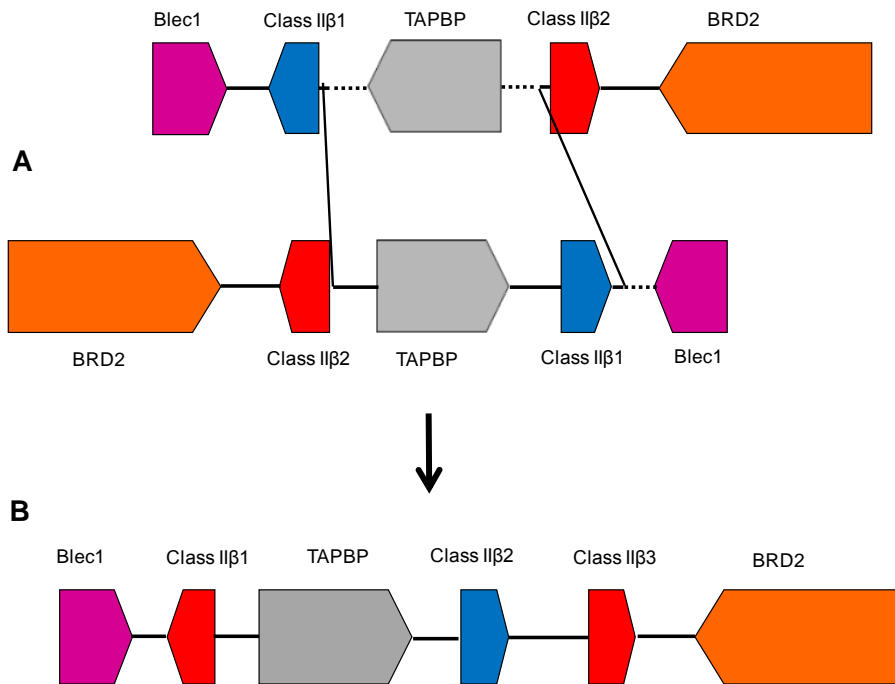 Blec1 Class IIβ1 TAPBP Class IIβ2 BRD2
A
BRD2 Class IIβ2 TAPBP Class IIβ1 Blec1
B
Blec1 Class IIβ1 TAPBP Class IIβ2 Class IIβ3 BRD2